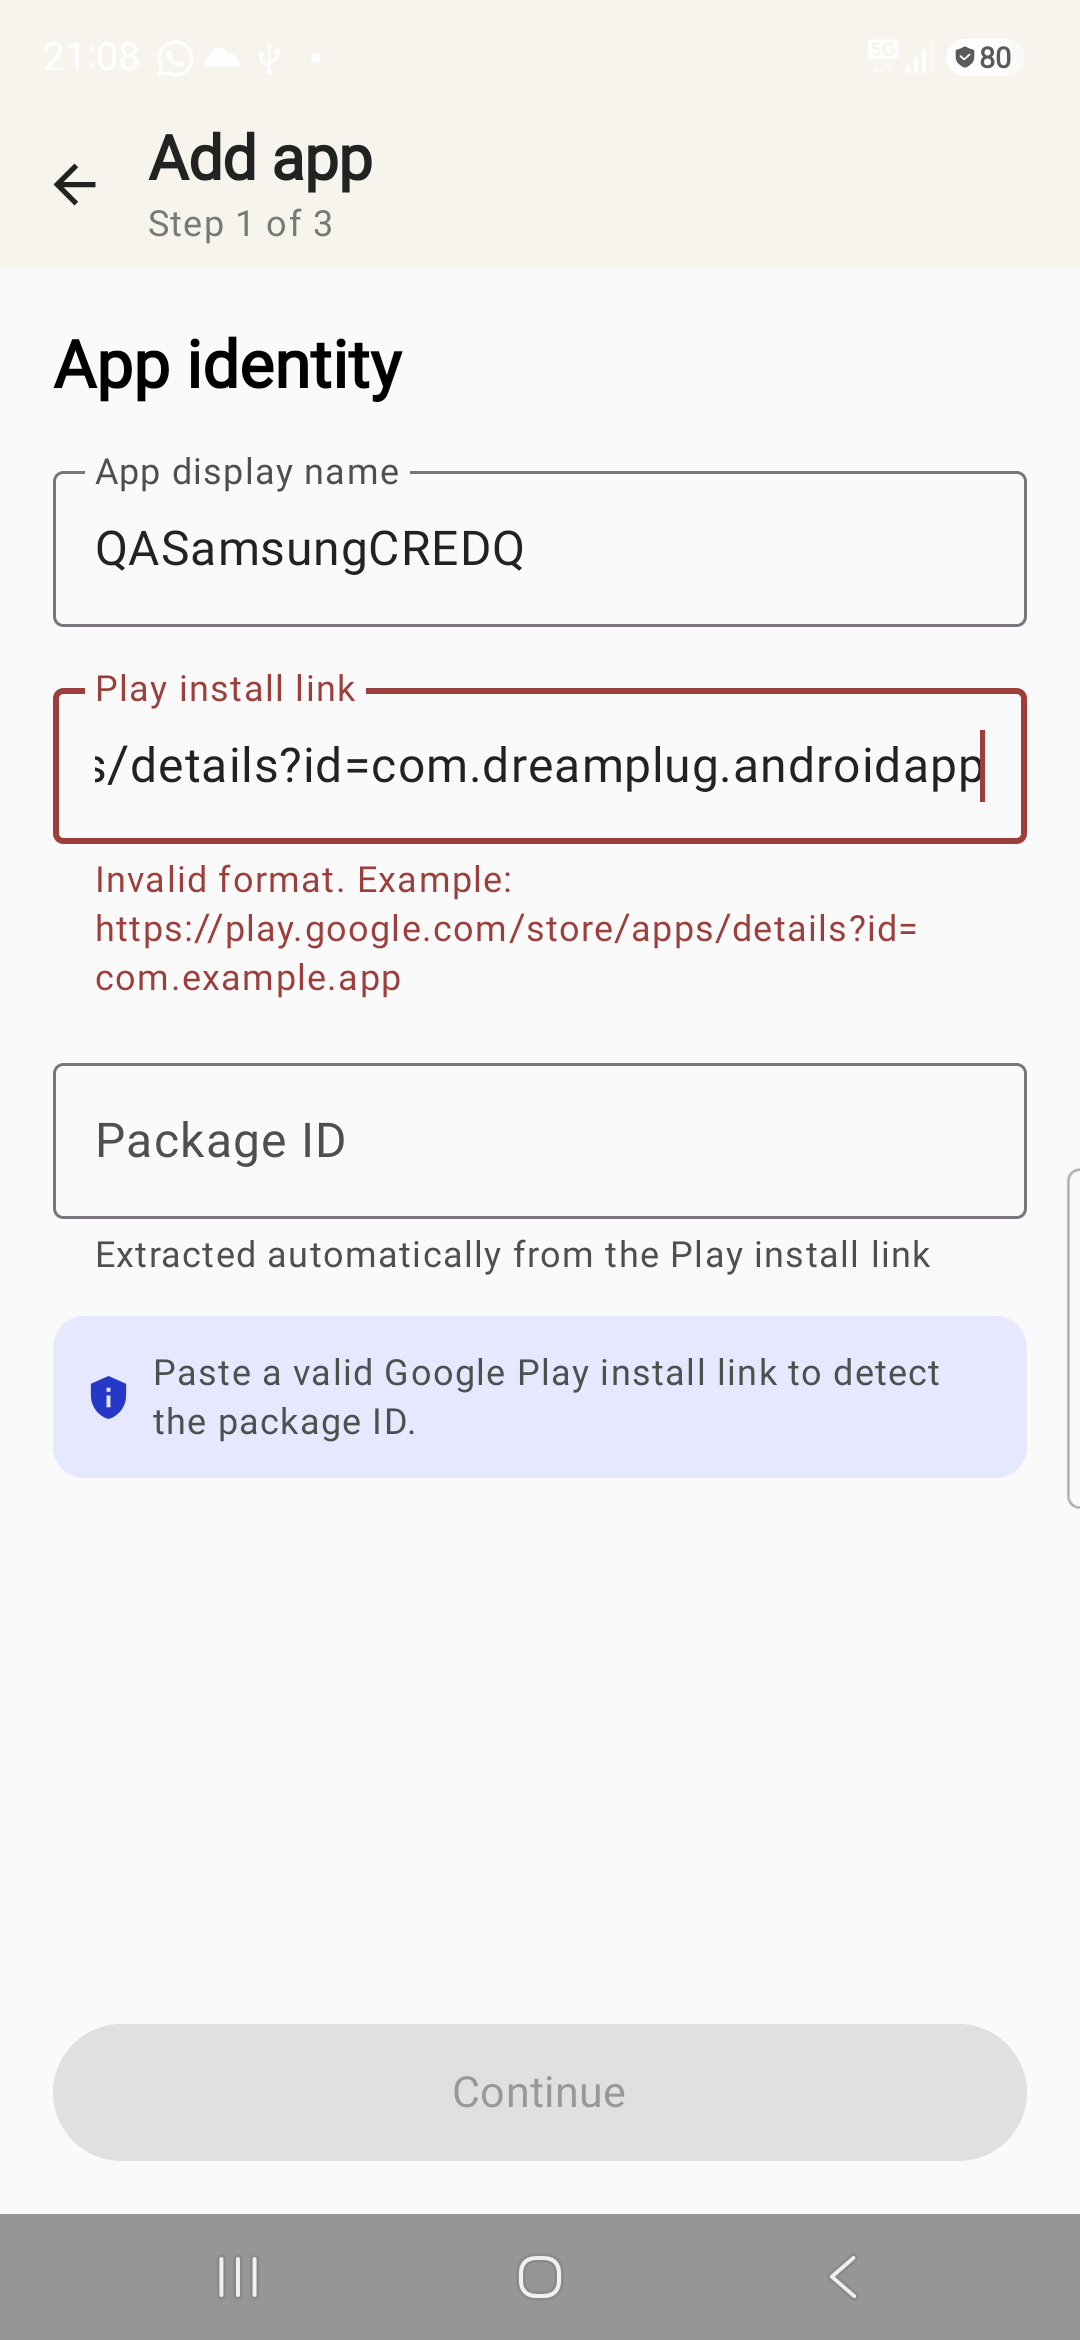 21:08
5G
80
Add app
Step 1 of 3
App identity
App display name
QASamsungCREDQ
Play install link
s/details?id=com.dreamplug.androidapp
Invalid format. Example:
https://play.google.com/store/apps/details?id=
com.example.app
Package ID
Extracted automatically from the Play install link
Paste a valid Google Play install link to detect
the package ID.
Continue